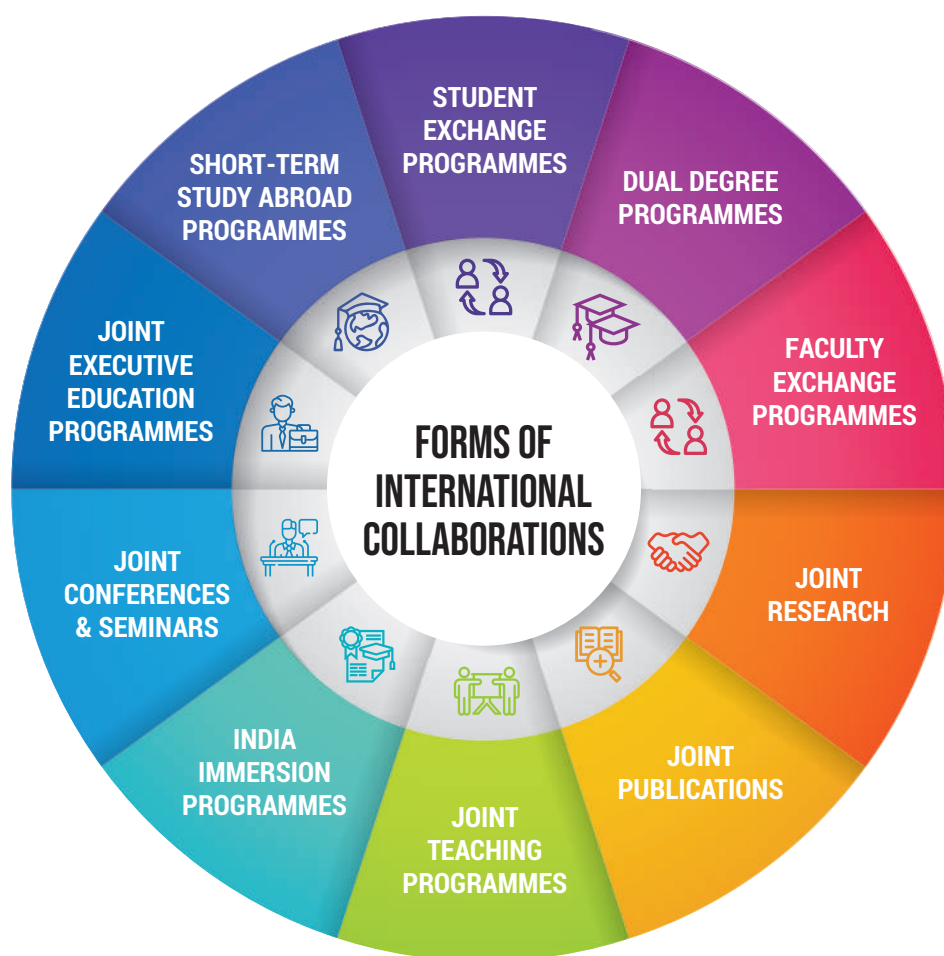 FORMS OF
INTERNATIONAL
COLLABORATIONS
STUDENT
EXCHANGE
PROGRAMMES
DUAL DEGREE
PROGRAMMES
FACULTY
EXCHANGE
PROGRAMMES
JOINT
RESEARCH
JOINT
PUBLICATIONS
JOINT
TEACHING
PROGRAMMES
INDIA
IMMERSION
PROGRAMMES
JOINT
CONFERENCES
& SEMINARS
JOINT
EXECUTIVE
EDUCATION
PROGRAMMES
SHORT-TERM
STUDY ABROAD
PROGRAMMES